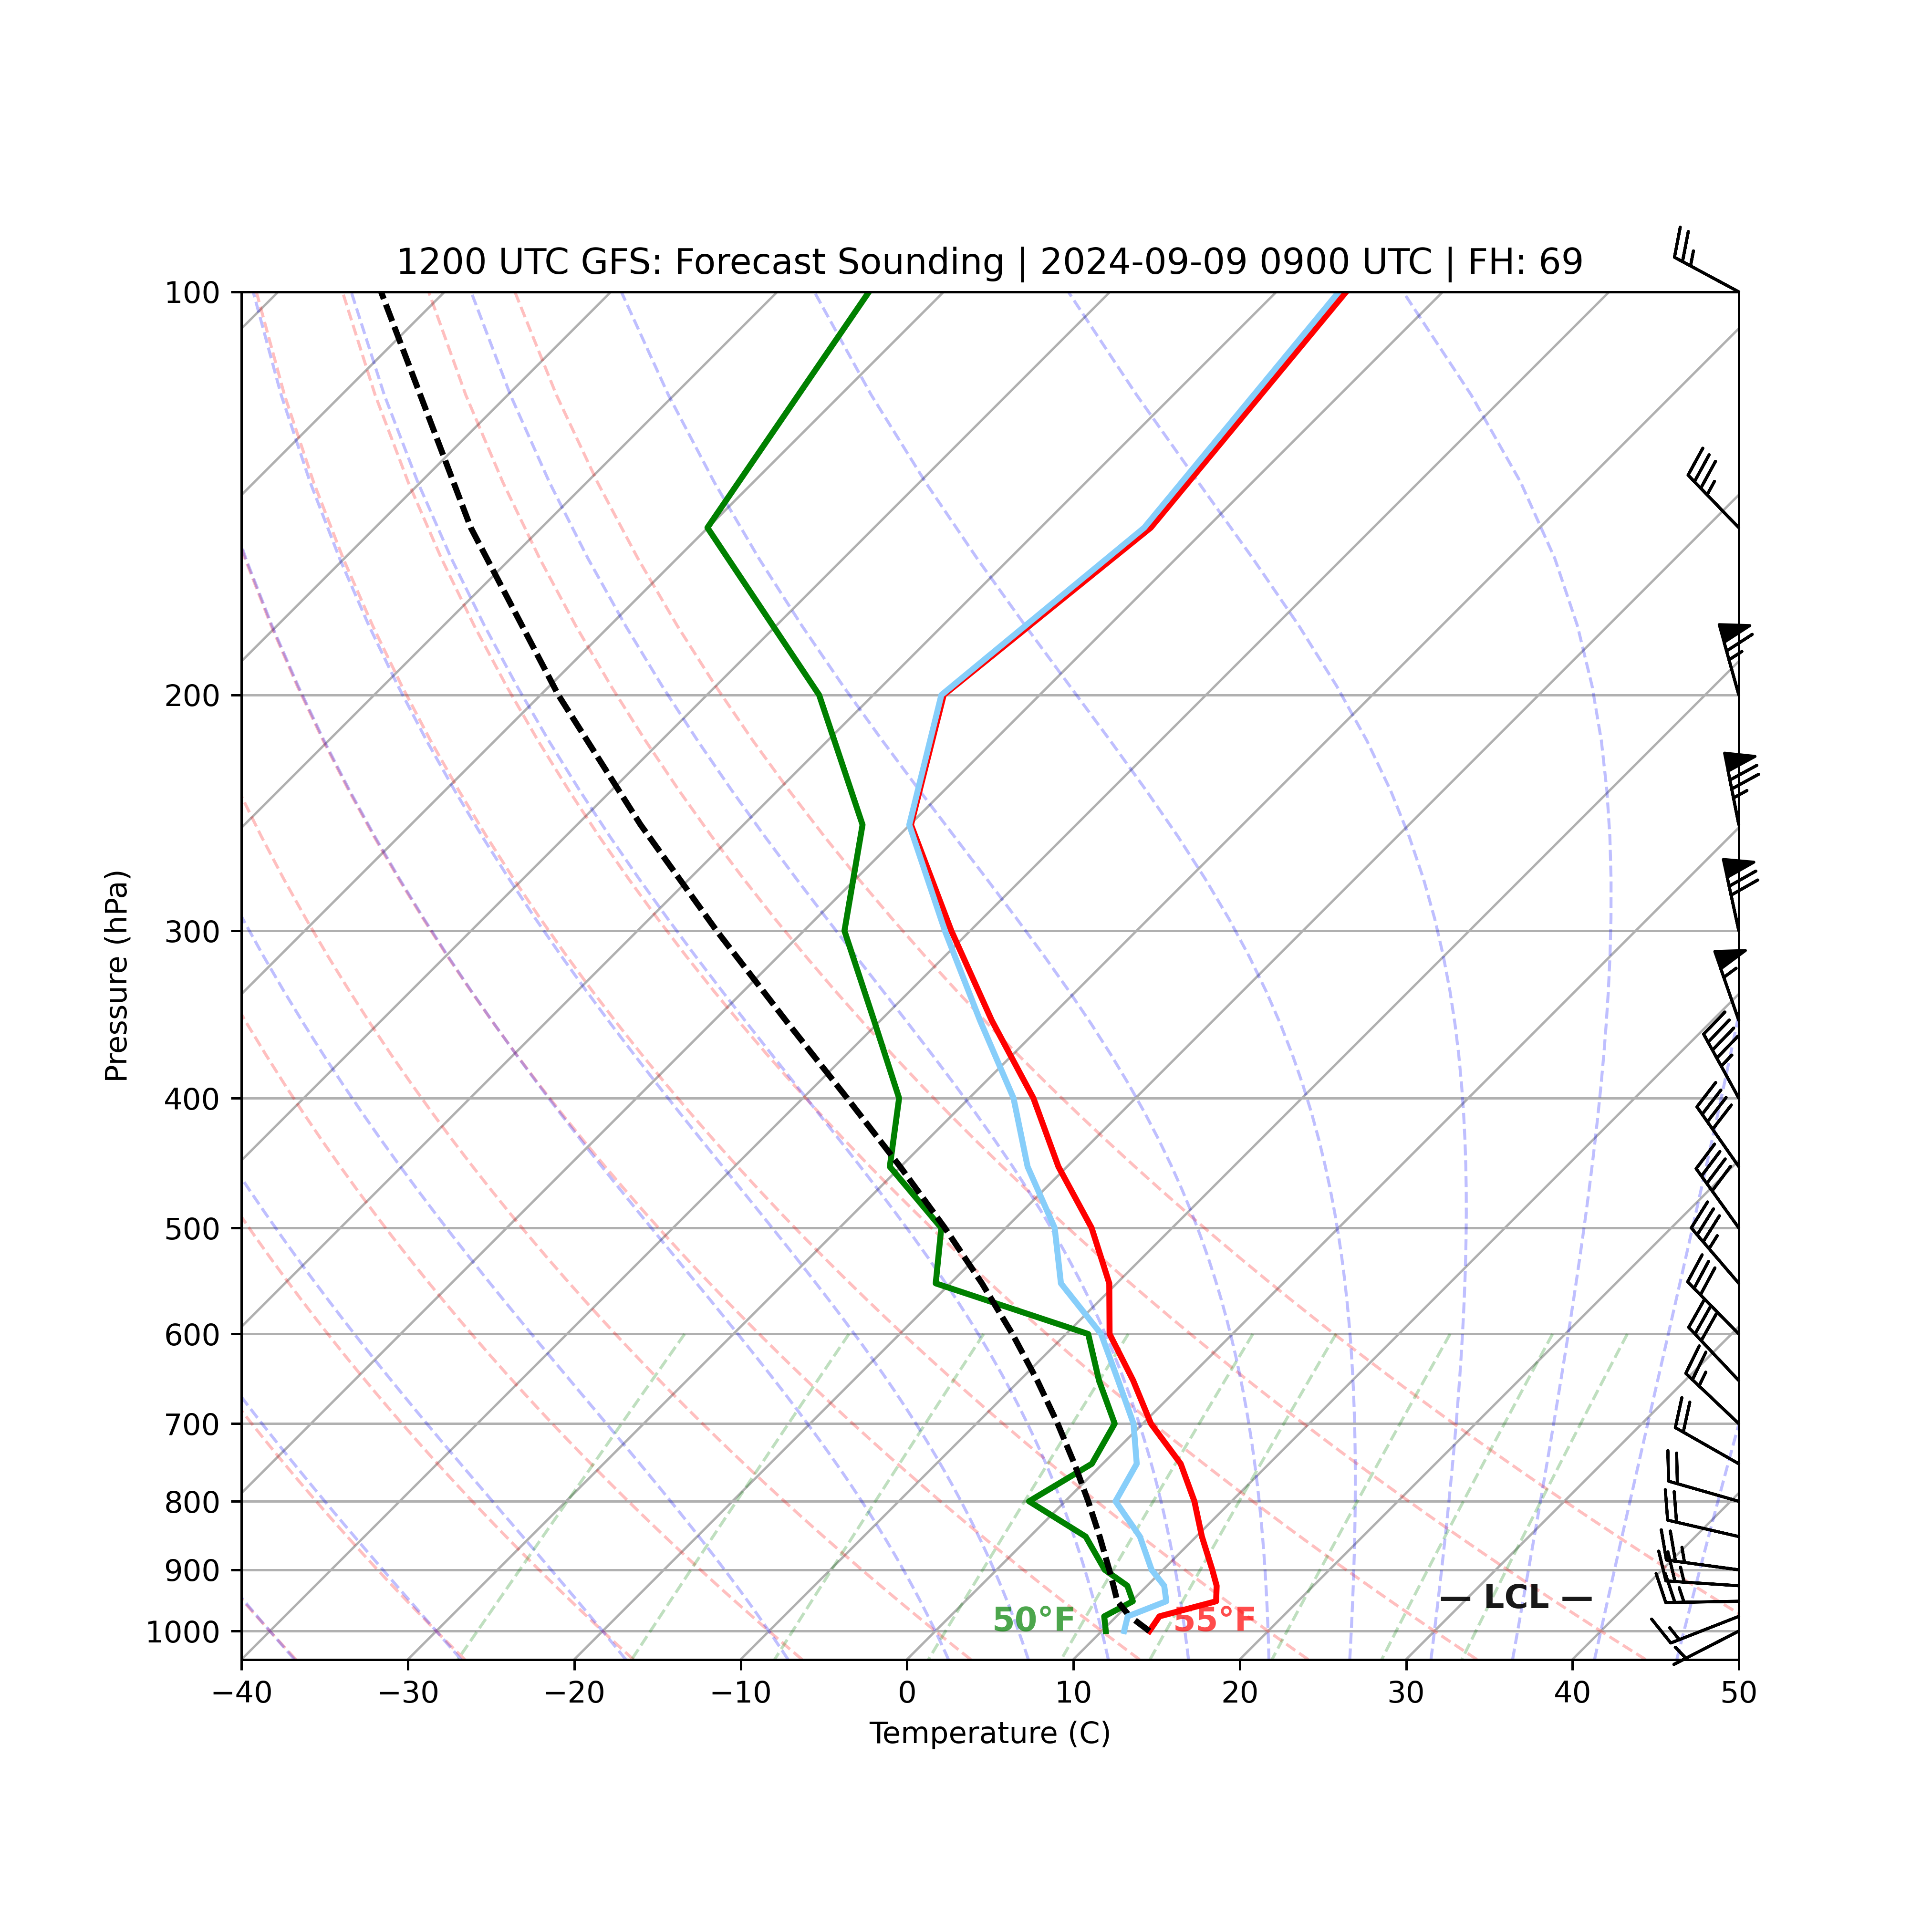 1200 UTC GFS: Forecast Sounding | 2024-09-09 0900 UTC | FH: 69
100
200
300
400
500
600
700
800
900
1000
Pressure (hPa)
— LCL —
50°F
55°F
−40 −30 −20 −10 0 10 20 30 40 50
Temperature (C)